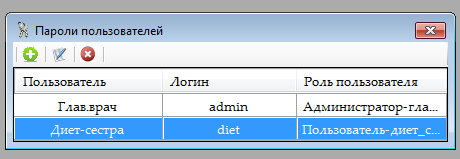 Пароли пользователей
Пользователь Логин Роль пользователя
Глав.врач admin Администратор-гла...
Диет-сестра diet Пользователь-диет_с...